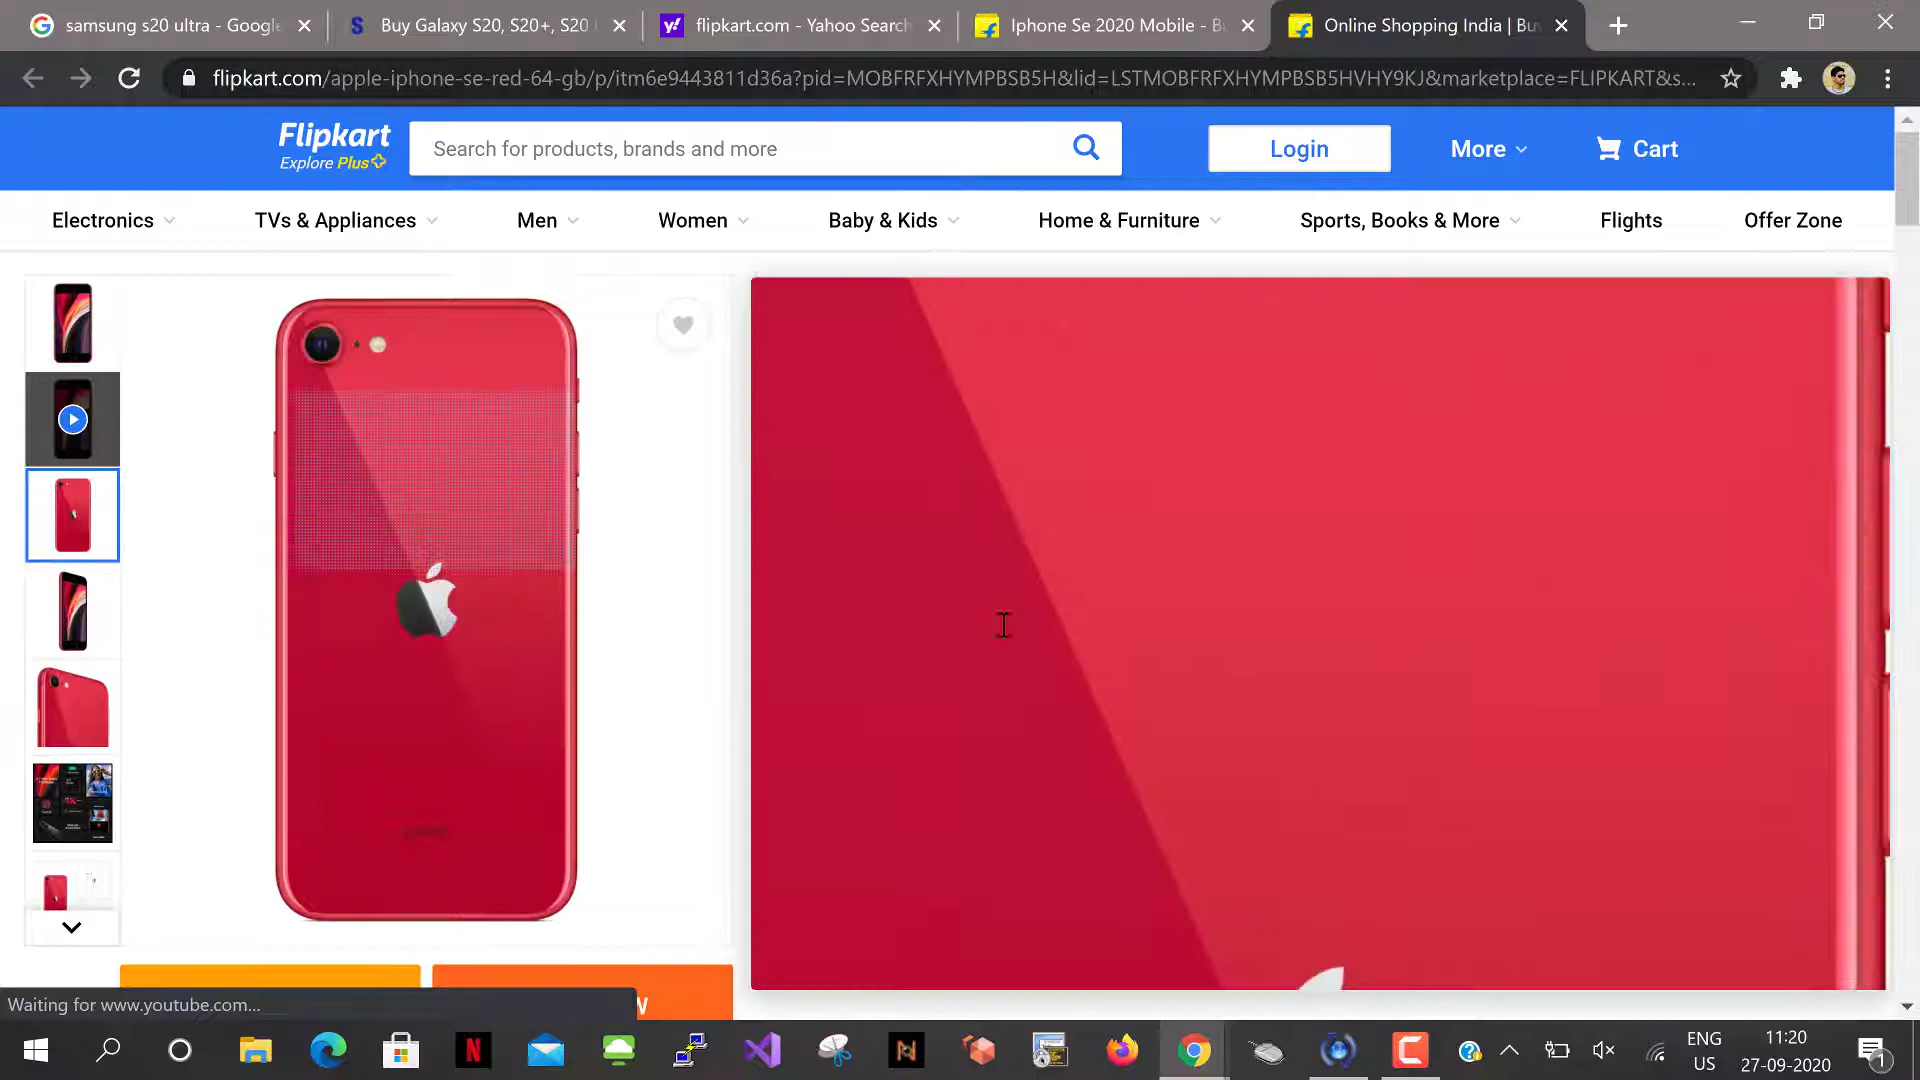 samsung s20 ultra - Google
Buy Galaxy S20, S20+, S20
flipkart.com - Yahoo Search
Iphone Se 2020 Mobile - Bu
Online Shopping India | Bu
flipkart.com/apple-iphone-se-red-64-gb/p/itm6e9443811d36a?pid=MOBFRFXHYMPBSB5H&lid=LSTMOBFRFXHYMPBSB5HVHY9KJ&marketplace=FLIPKART&s...
Flipkart
Explore Plus
Search for products, brands and more
Login
More
Cart
Electronics
TVs & Appliances
Men
Women
Baby & Kids
Home & Furniture
Sports, Books & More
Flights
Offer Zone
Waiting for www.youtube.com...
W
ENG
US
11:20
27-09-2020
1